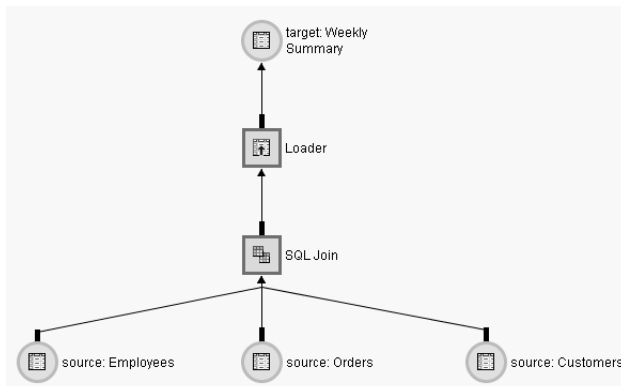 target: Weekly
Summary
Loader
SQL Join
source: Employees
source: Orders
source: Customers